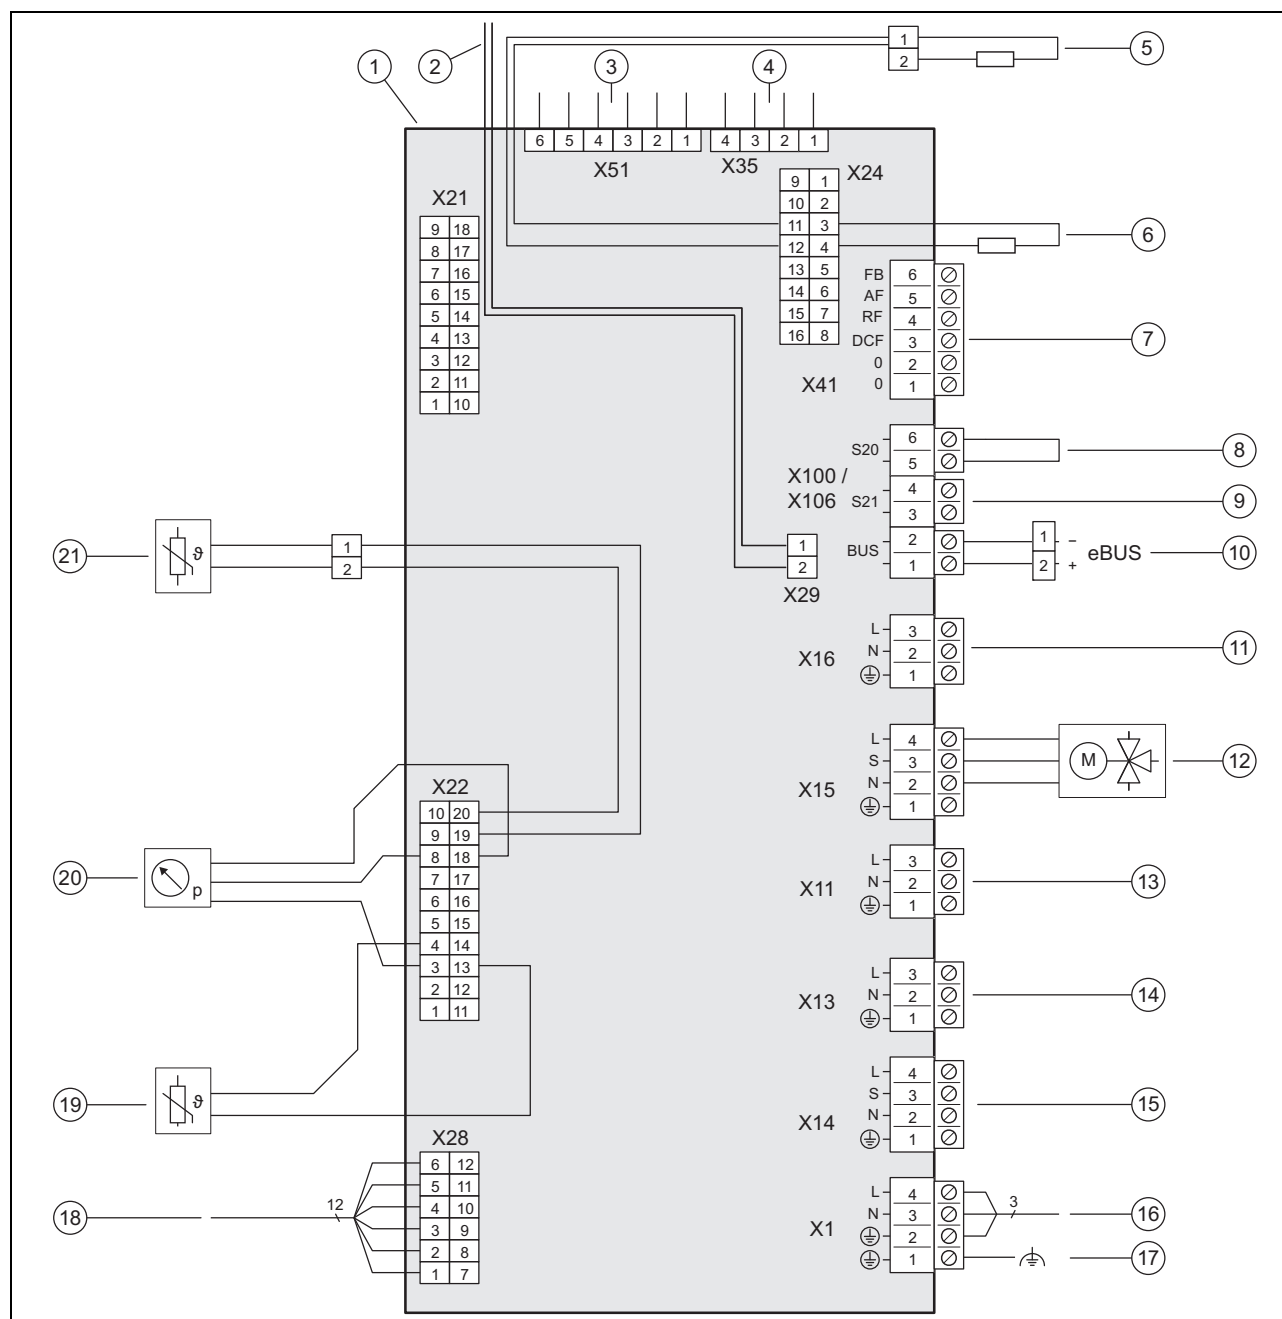 1
2
5
1
2
3
4
6 5 4 3 2 1
4 3 2 1
X51
X35
X24
9 1
10 2
11 3
12 4
13 5
14 6
15 7
16 8
6
X21
9 18
8 17
7 16
6 15
5 14
4 13
3 12
2 11
1 10
FB 6
AF 5
RF 4
DCF 3
0 2
0 1
X41
7
S20
6
5
8
X100 /
X106
S21
4
3
9
BUS
2
1
1 –
2 +
eBUS
10
1
2
X29
21
ϑ
1
2
X16
L 3
N 2
1
11
X15
L 4
S 3
N 2
1
M
12
X22
10 20
9 19
8 18
7 17
6 16
5 15
4 14
3 13
2 12
1 11
20
p
X11
L 3
N 2
1
13
X13
L 3
N 2
1
14
19
ϑ
X14
L 4
S 3
N 2
1
15
X28
6 12
5 11
4 10
3 9
2 8
1 7
18
12
X1
L 4
N 3
2
1
3
16
17